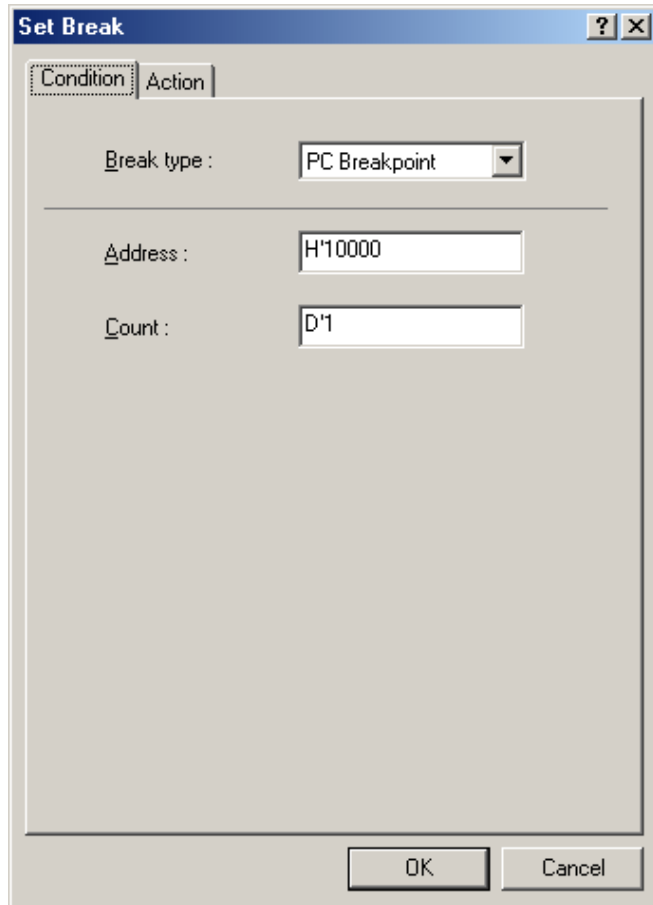 Set Break
Condition Action
Break type : PC Breakpoint
Address : H'10000
Count : D'1
OK Cancel